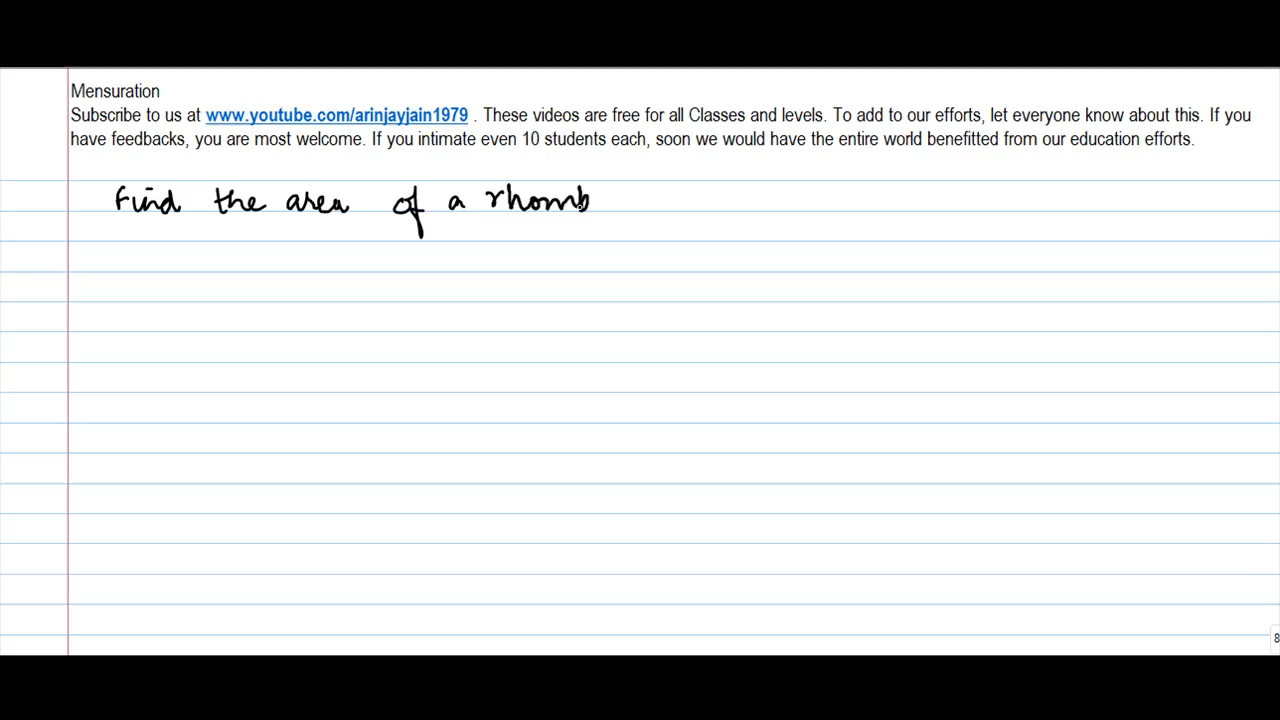 Mensuration
Subscribe to us at www.youtube.com/arinjayjain1979 . These videos are free for all Classes and levels. To add to our efforts, let everyone know about this. If you
have feedbacks, you are most welcome. If you intimate even 10 students each, soon we would have the entire world benefitted from our education efforts.
Find the area of a rhomb
8